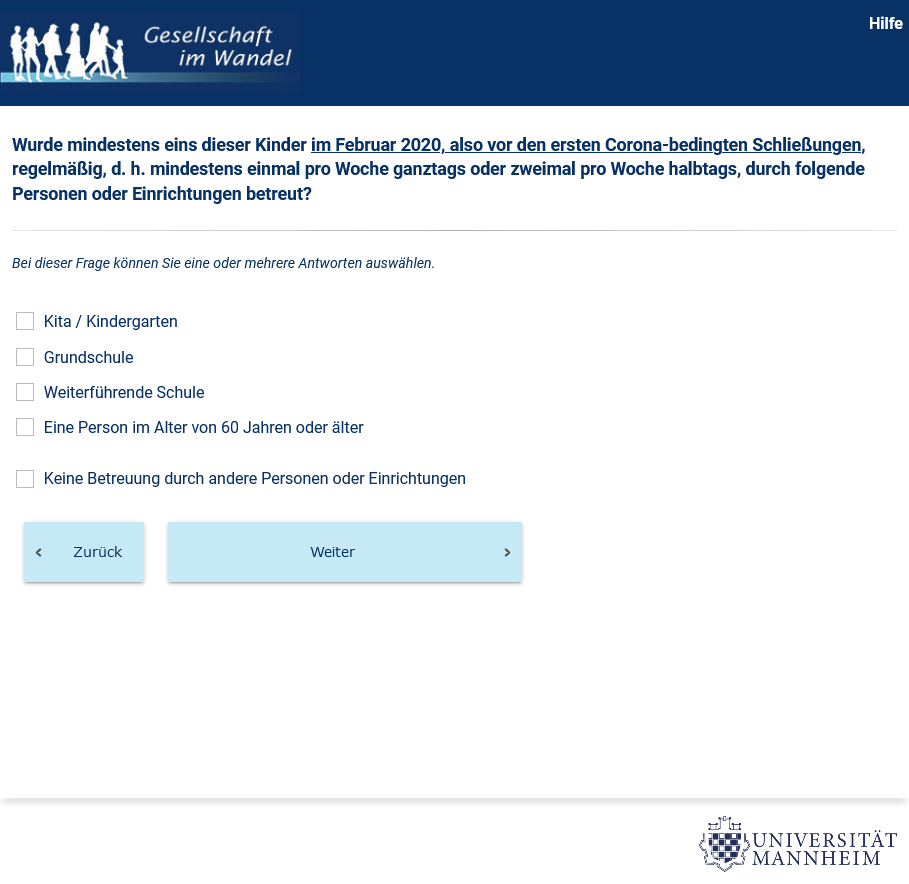 Gesellschaft
im Wandel
Hilfe
Wurde mindestens eins dieser Kinder im Februar 2020, also vor den ersten Corona-bedingten Schließungen,
regelmäßig, d. h. mindestens einmal pro Woche ganztags oder zweimal pro Woche halbtags, durch folgende
Personen oder Einrichtungen betreut?
Bei dieser Frage können Sie eine oder mehrere Antworten auswählen.
Kita / Kindergarten
Grundschule
Weiterführende Schule
Eine Person im Alter von 60 Jahren oder älter
Keine Betreuung durch andere Personen oder Einrichtungen
‹ Zurück
Weiter ›
UNIVERSITÄT
MANNHEIM